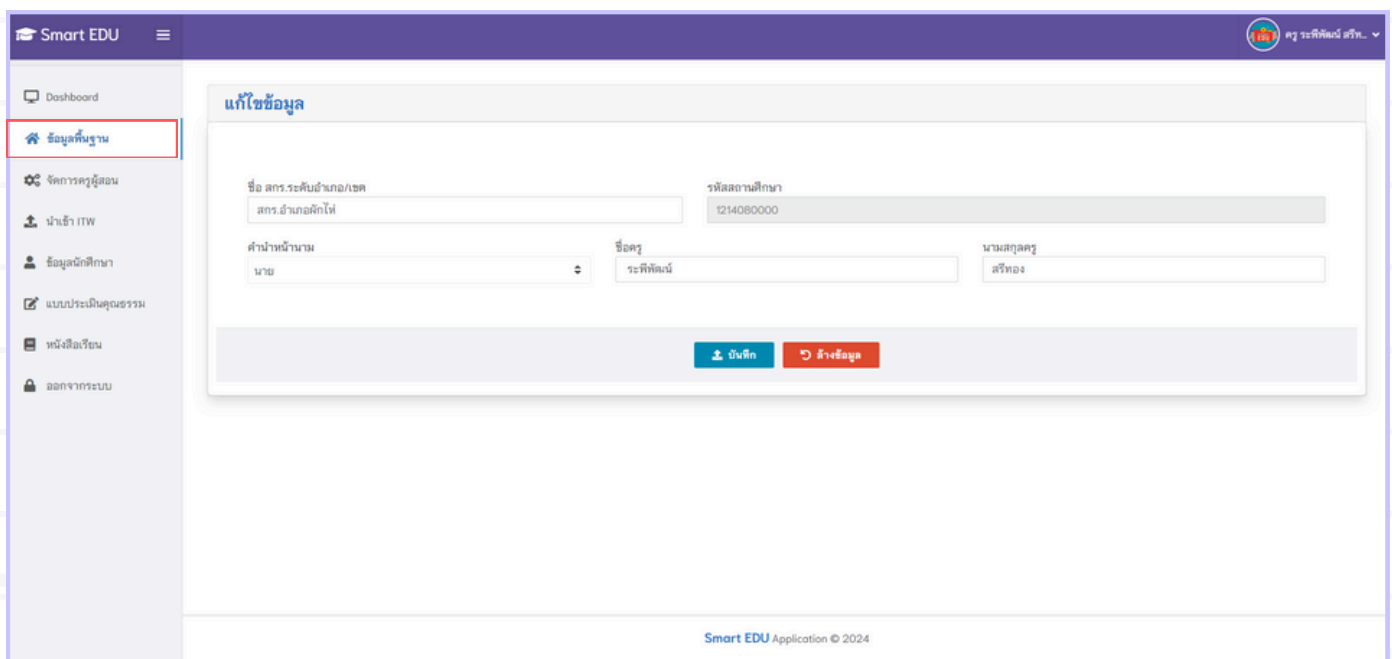 Smart EDU
ครู ระพีพัฒน์ สรีท...
Dashboard
ข้อมูลพื้นฐาน
จัดการครูผู้สอน
นำเข้า ITW
ข้อมูลนักศึกษา
แบบประเมินคุณธรรม
หนังสือเรียน
ออกจากระบบ
แก้ไขข้อมูล
ชื่อ สกร.ระดับอำเภอ/เขต
รหัสสถานศึกษา
สกร.อำเภอผักไห่
1214080000
คำนำหน้านาม
ชื่อครู
นามสกุลครู
นาย
ระพีพัฒน์
สรีทอง
บันทึก
ล้างข้อมูล
Smart EDU Application © 2024